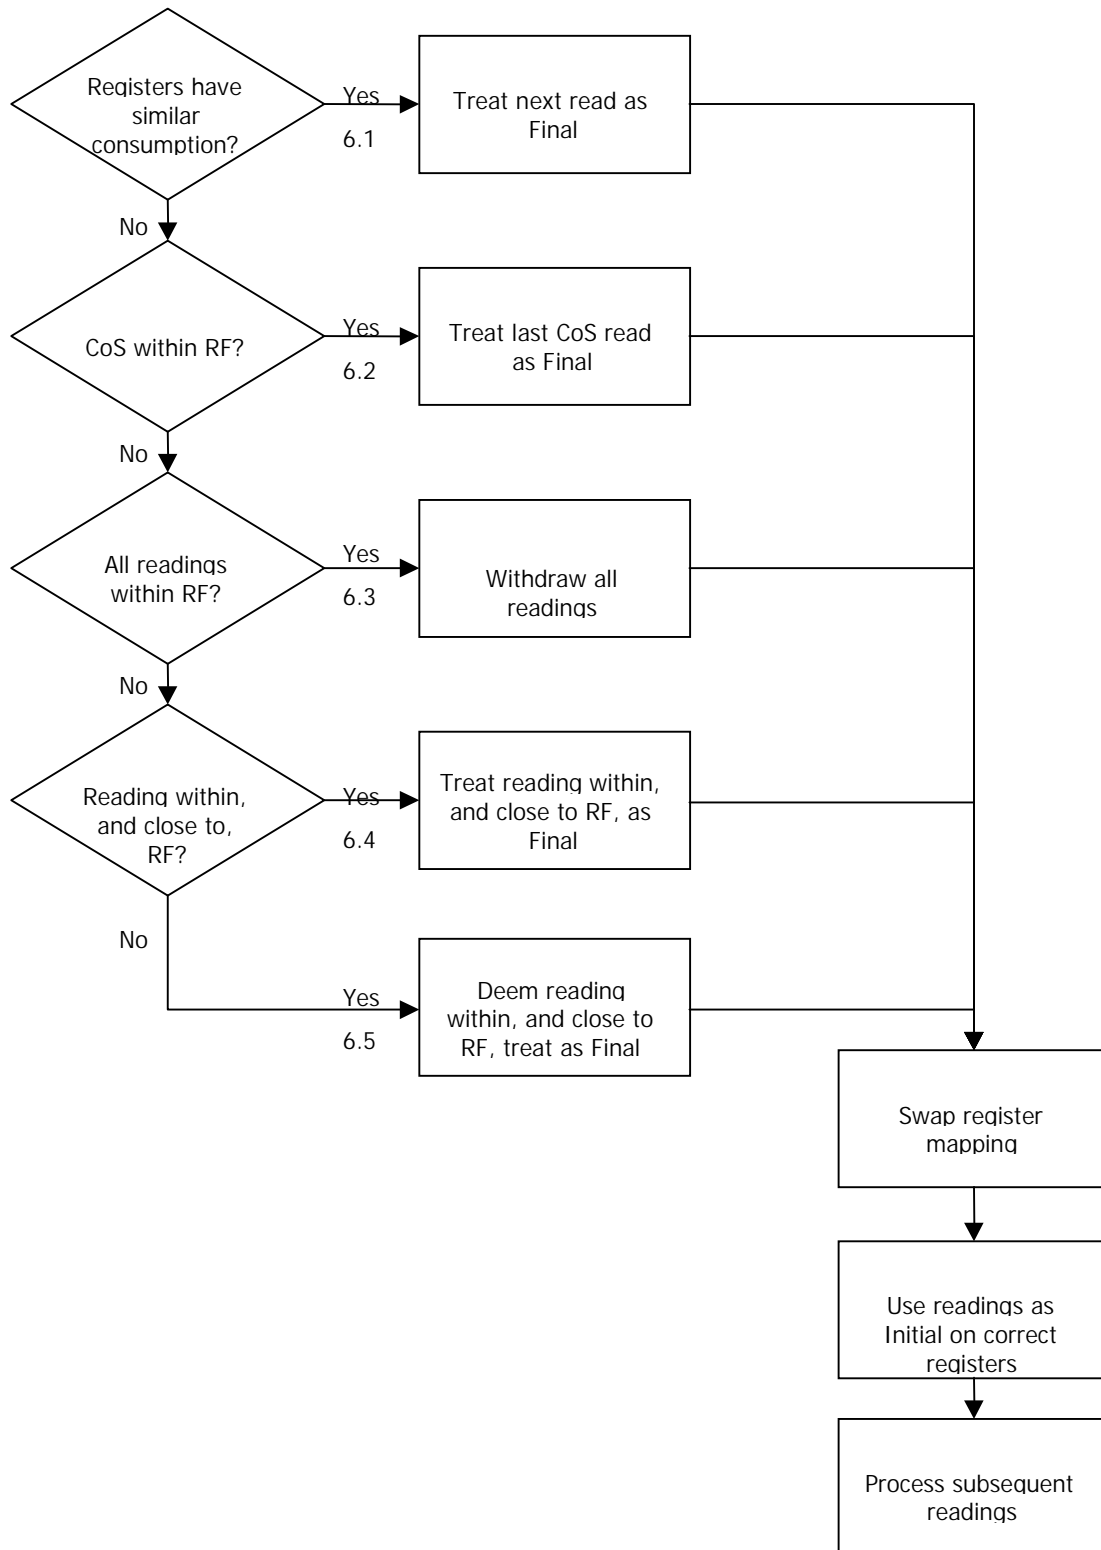 Registers have
similar
consumption?
Yes
6.1
Treat next read as
Final
No
CoS within RF?
Yes
6.2
Treat last CoS read
as Final
No
All readings
within RF?
Yes
6.3
Withdraw all
readings
No
Reading within,
and close to,
RF?
Yes
6.4
Treat reading within,
and close to RF, as
Final
No
Yes
6.5
Deem reading
within, and close to
RF, treat as Final
Swap register
mapping
Use readings as
Initial on correct
registers
Process subsequent
readings